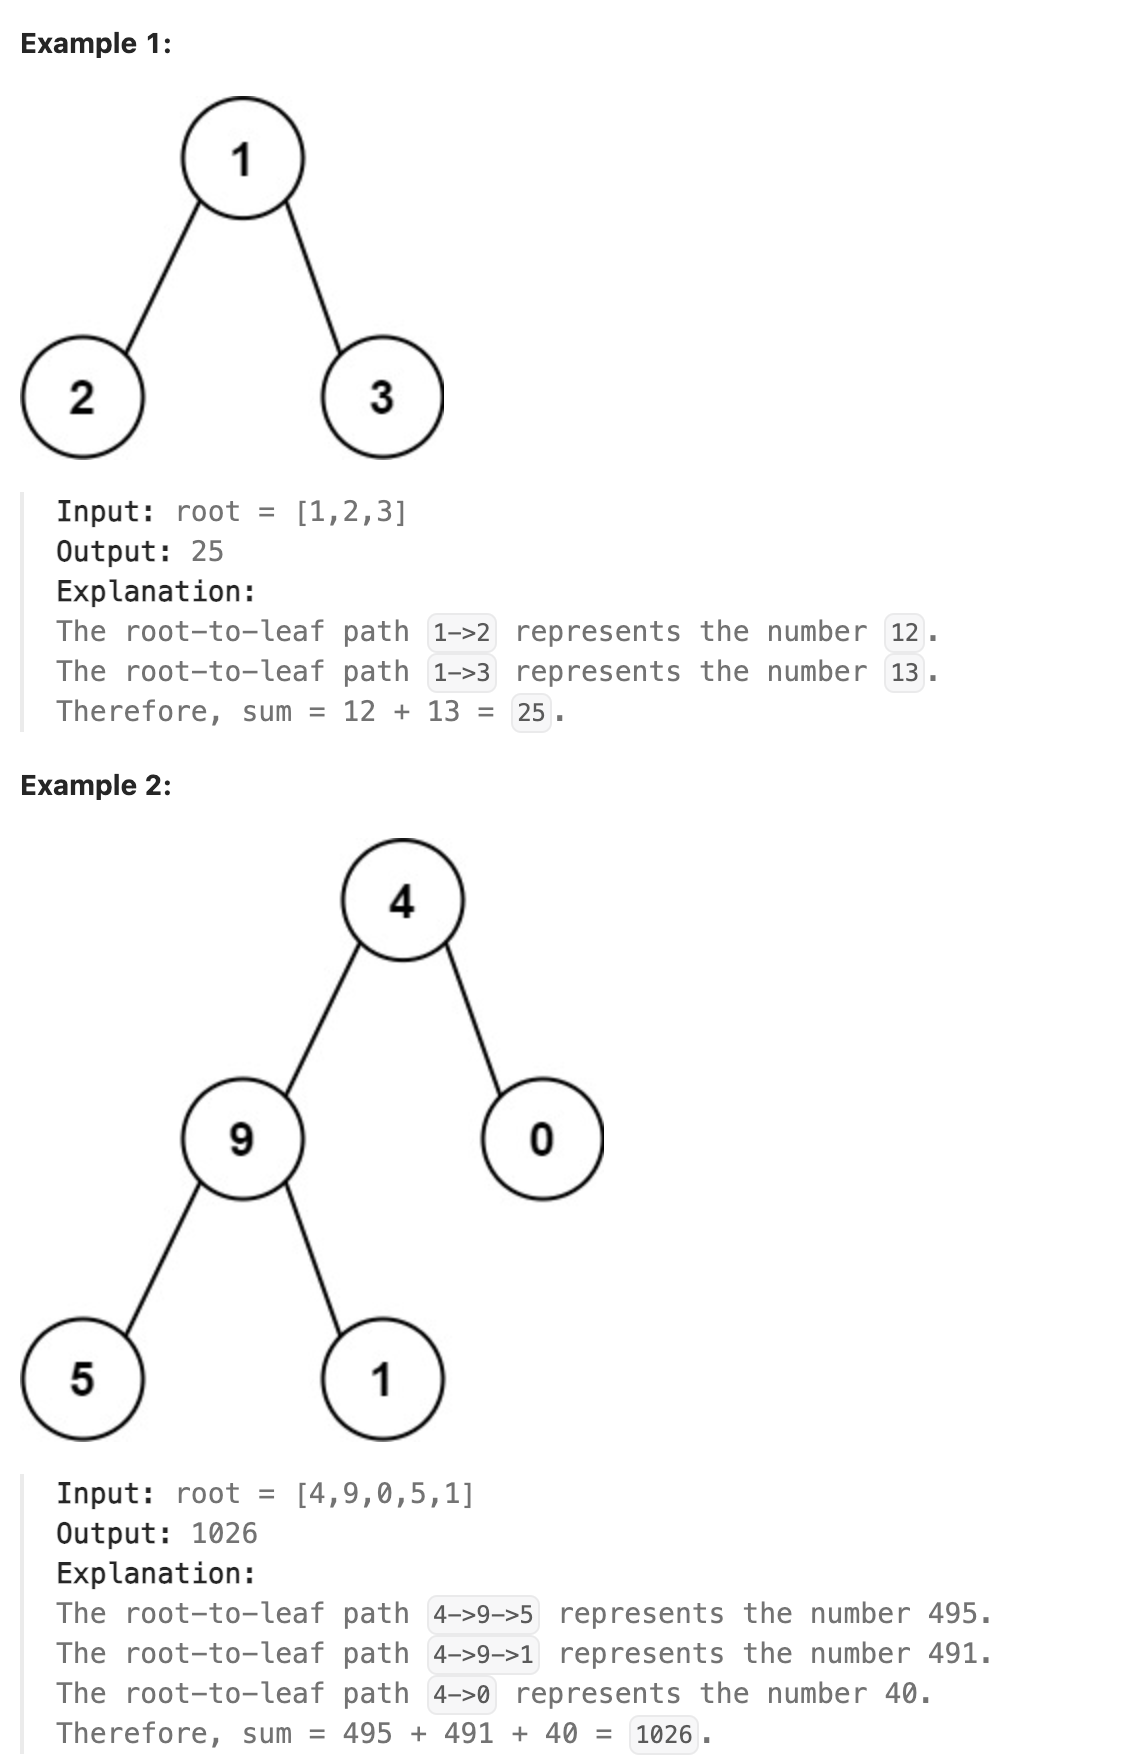 Example 1:
1
2
3
Input: root = [1,2,3]
Output: 25
Explanation:
The root-to-leaf path 1->2 represents the number 12.
The root-to-leaf path 1->3 represents the number 13.
Therefore, sum = 12 + 13 = 25.
Example 2:
4
9
0
5
1
Input: root = [4,9,0,5,1]
Output: 1026
Explanation:
The root-to-leaf path 4->9->5 represents the number 495.
The root-to-leaf path 4->9->1 represents the number 491.
The root-to-leaf path 4->0 represents the number 40.
Therefore, sum = 495 + 491 + 40 = 1026.